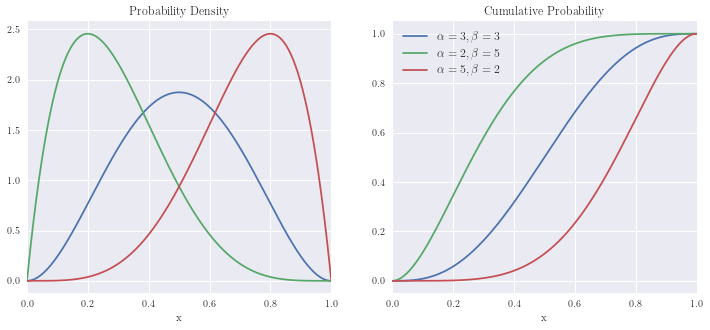 Probability Density
2.5
2.0
1.5
1.0
0.5
0.0
0.0 0.2 0.4 0.6 0.8 1.0
x
Cumulative Probability
α = 3, β = 3
α = 2, β = 5
α = 5, β = 2
1.0
0.8
0.6
0.4
0.2
0.0
0.0 0.2 0.4 0.6 0.8 1.0
x